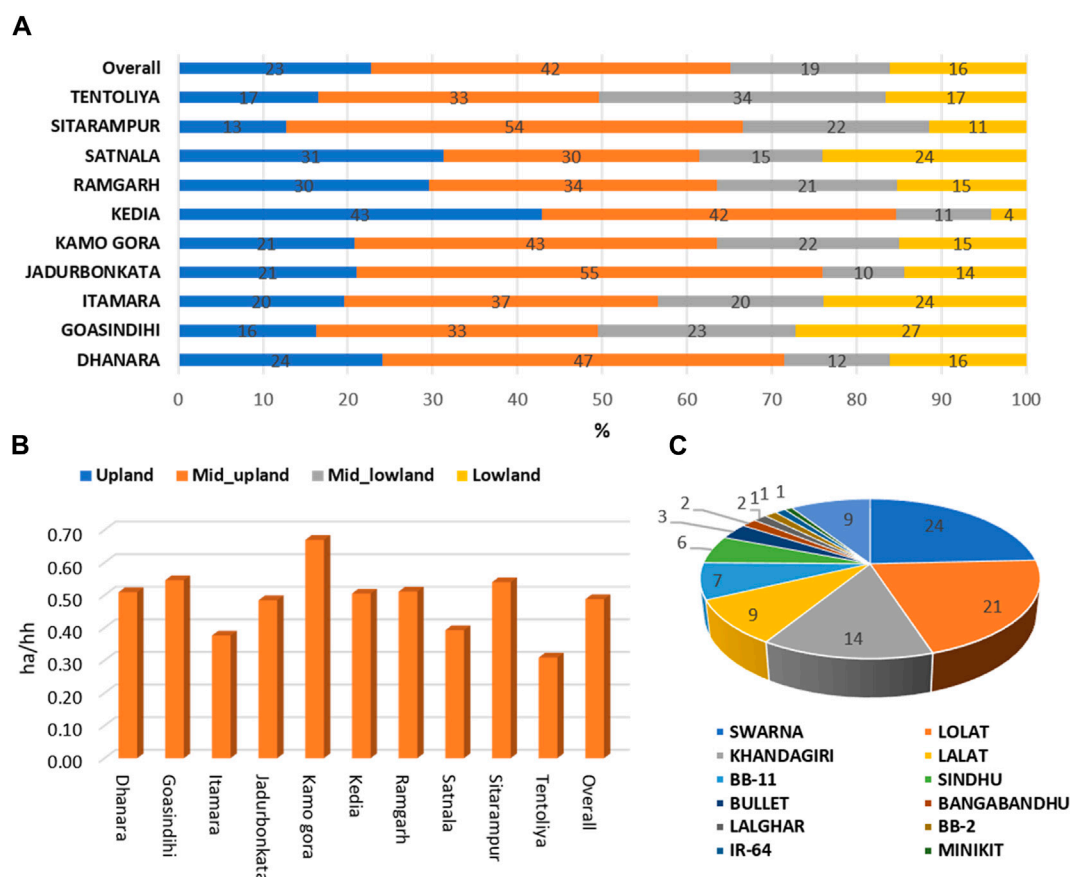 A
Overall 23 42 19 16
TENTOLIYA 17 33 34 17
SITARAMPUR 13 54 22 11
SATNALA 31 30 15 24
RAMGARH 30 34 21 15
KEDIA 43 42 11 4
KAMO GORA 21 43 22 15
JADURBONKATA 21 55 10 14
ITAMARA 20 37 20 24
GOASINDIHI 16 33 23 27
DHANARA 24 47 12 16
0 10 20 30 40 50 60 70 80 90 100
%
B
Upland Mid_upland Mid_lowland Lowland
0.70
0.60
0.50
0.40
0.30
0.20
0.10
0.00
ha/hh
Dhanara
Goasindihi
Itamara
Jadurbonkata
Kamo gora
Kedia
Ramgarh
Satnala
Sitarampur
Tentoliya
Overall
C
24
21
14
9
7
6
3
2
2
1
1
1
9
SWARNA LOLAT
KHANDAGIRI LALAT
BB-11 SINDHU
BULLET BANGABANDHU
LALGHAR BB-2
IR-64 MINIKIT